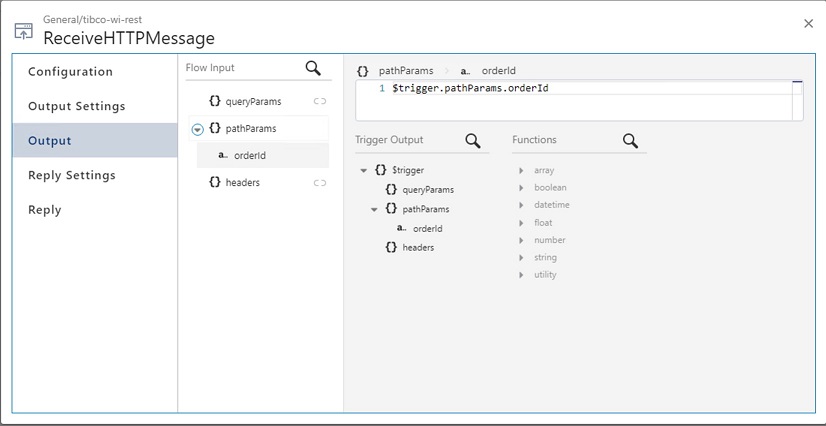 General/tibco-wi-rest
ReceiveHTTPMessage
Configuration
Output Settings
Output
Reply Settings
Reply
Flow Input
{} queryParams
{} pathParams
a.. orderId
{} headers
{} pathParams > a.. orderId
1 $trigger.pathParams.orderId
Trigger Output
{} $trigger
{} queryParams
{} pathParams
a.. orderId
{} headers
Functions
array
boolean
datetime
float
number
string
utility